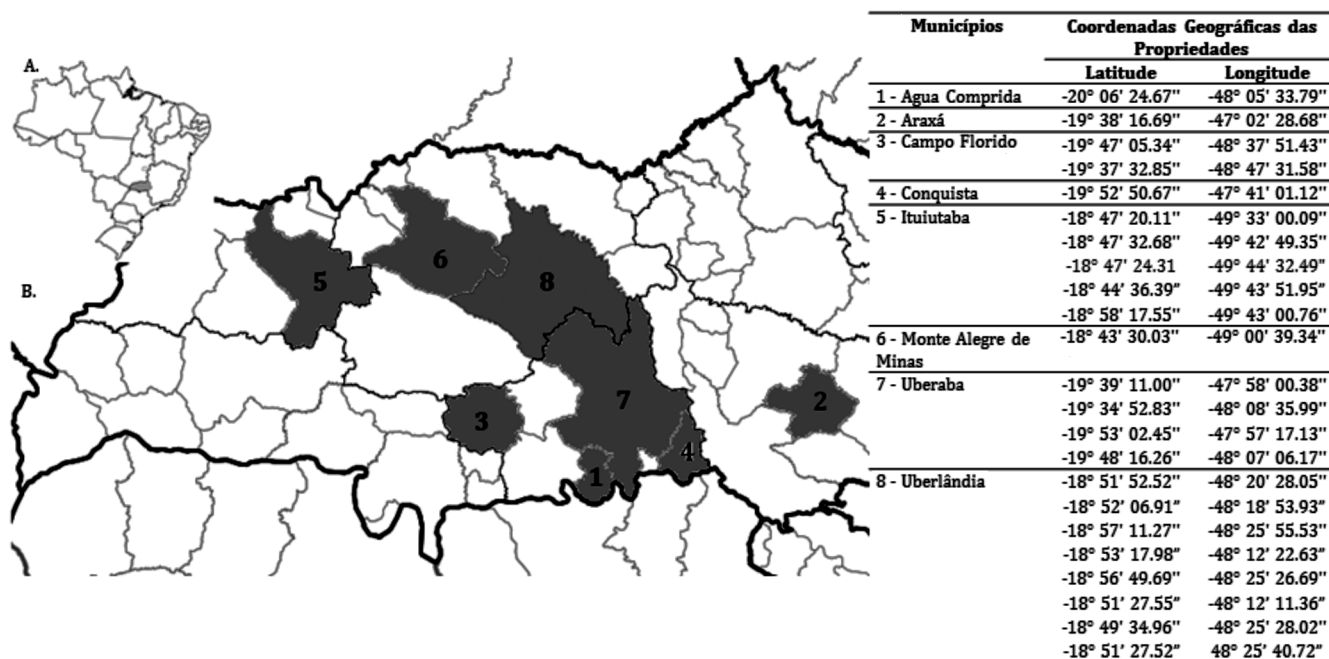 A.
B.
5
6
8
7
3
2
4
1
Municípios Coordenadas Geográficas das
Propriedades
Latitude Longitude
1 - Agua Comprida -20° 06' 24.67" -48° 05' 33.79"
2 - Araxá -19° 38' 16.69" -47° 02' 28.68"
3 - Campo Florido -19° 47' 05.34" -48° 37' 51.43"
-19° 37' 32.85" -48° 47' 31.58"
4 - Conquista -19° 52' 50.67" -47° 41' 01.12"
5 - Ituiutaba -18° 47' 20.11" -49° 33' 00.09"
-18° 47' 32.68" -49° 42' 49.35"
-18° 47' 24.31 -49° 44' 32.49"
-18° 44' 36.39" -49° 43' 51.95"
-18° 58' 17.55" -49° 43' 00.76"
6 - Monte Alegre de -18° 43' 30.03" -49° 00' 39.34"
Minas
7 - Uberaba -19° 39' 11.00" -47° 58' 00.38"
-19° 34' 52.83" -48° 08' 35.99"
-19° 53' 02.45" -47° 57' 17.13"
-19° 48' 16.26" -48° 07' 06.17"
8 - Uberlândia -18° 51' 52.52" -48° 20' 28.05"
-18° 52' 06.91" -48° 18' 53.93"
-18° 57' 11.27" -48° 25' 55.53"
-18° 53' 17.98" -48° 12' 22.63"
-18° 56' 49.69" -48° 25' 26.69"
-18° 51' 27.55" -48° 12' 11.36"
-18° 49' 34.96" -48° 25' 28.02"
-18° 51' 27.52" 48° 25' 40.72"